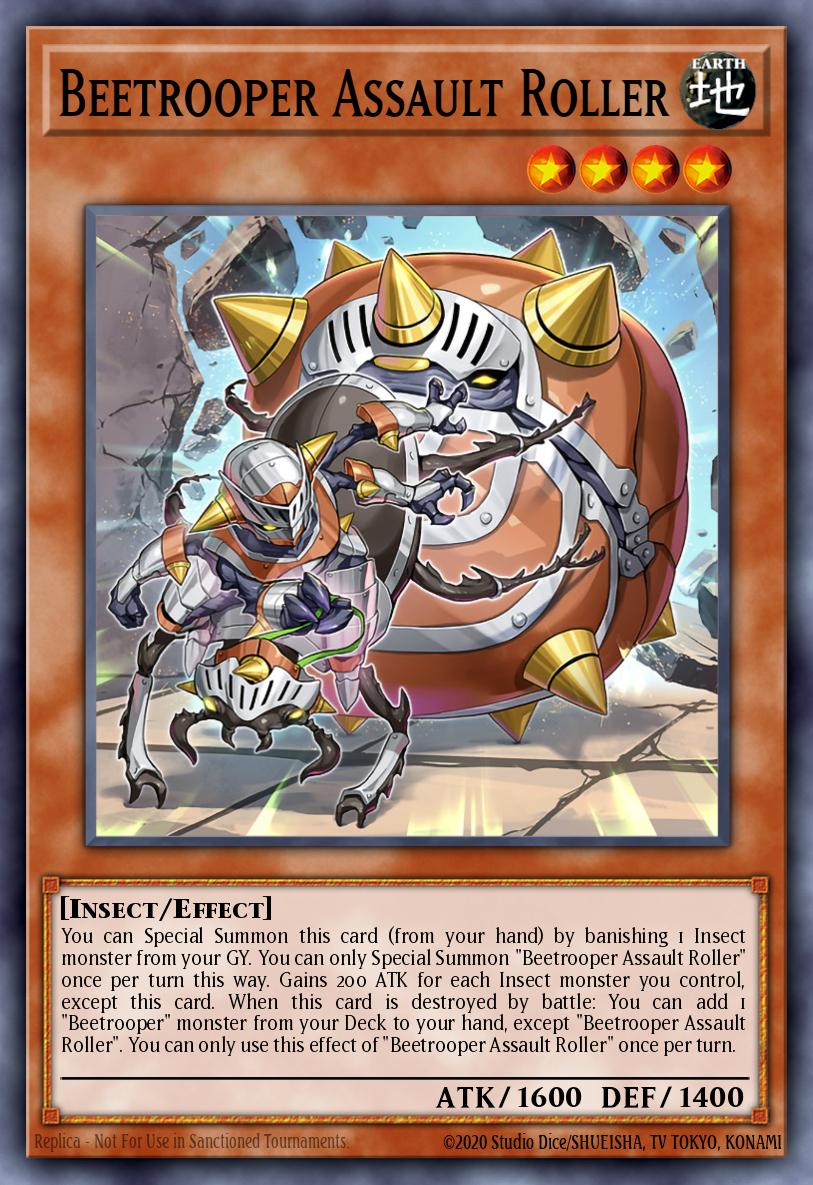 Beetrooper Assault Roller
EARTH
地
[Insect/Effect]
You can Special Summon this card (from your hand) by banishing 1 Insect
monster from your GY. You can only Special Summon "Beetrooper Assault Roller"
once per turn this way. Gains 200 ATK for each Insect monster you control,
except this card. When this card is destroyed by battle: You can add 1
"Beetrooper" monster from your Deck to your hand, except "Beetrooper Assault
Roller". You can only use this effect of "Beetrooper Assault Roller" once per turn.
ATK/1600 DEF/1400
Replica - Not For Use in Sanctioned Tournaments.
©2020 Studio Dice/SHUEISHA, TV TOKYO, KONAMI